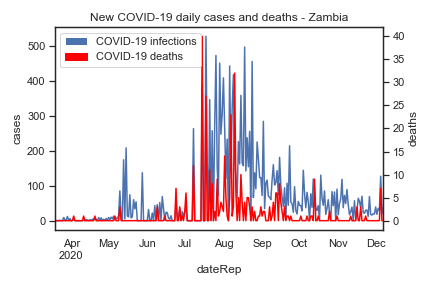 New COVID-19 daily cases and deaths - Zambia
COVID-19 infections
COVID-19 deaths
500
400
300
200
100
0
cases
40
35
30
25
20
15
10
5
0
deaths
Apr May Jun Jul Aug Sep Oct Nov Dec
2020
dateRep